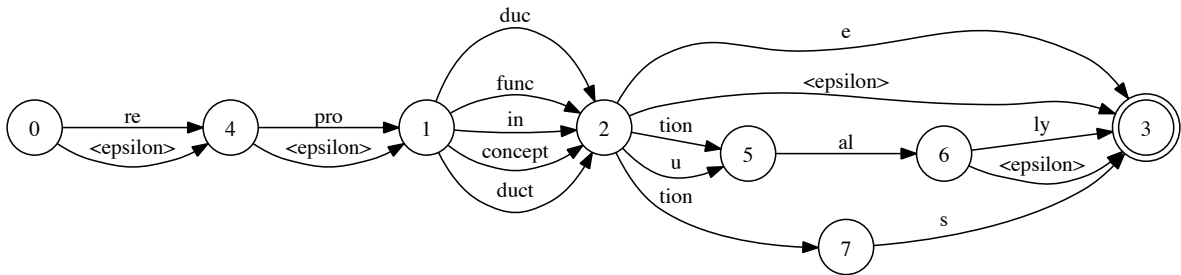 duc
e
func
<epsilon>
re
pro
in
tion
ly
0
4
1
2
3
<epsilon>
<epsilon>
concept
u
5
al
6
<epsilon>
duct
tion
s
7